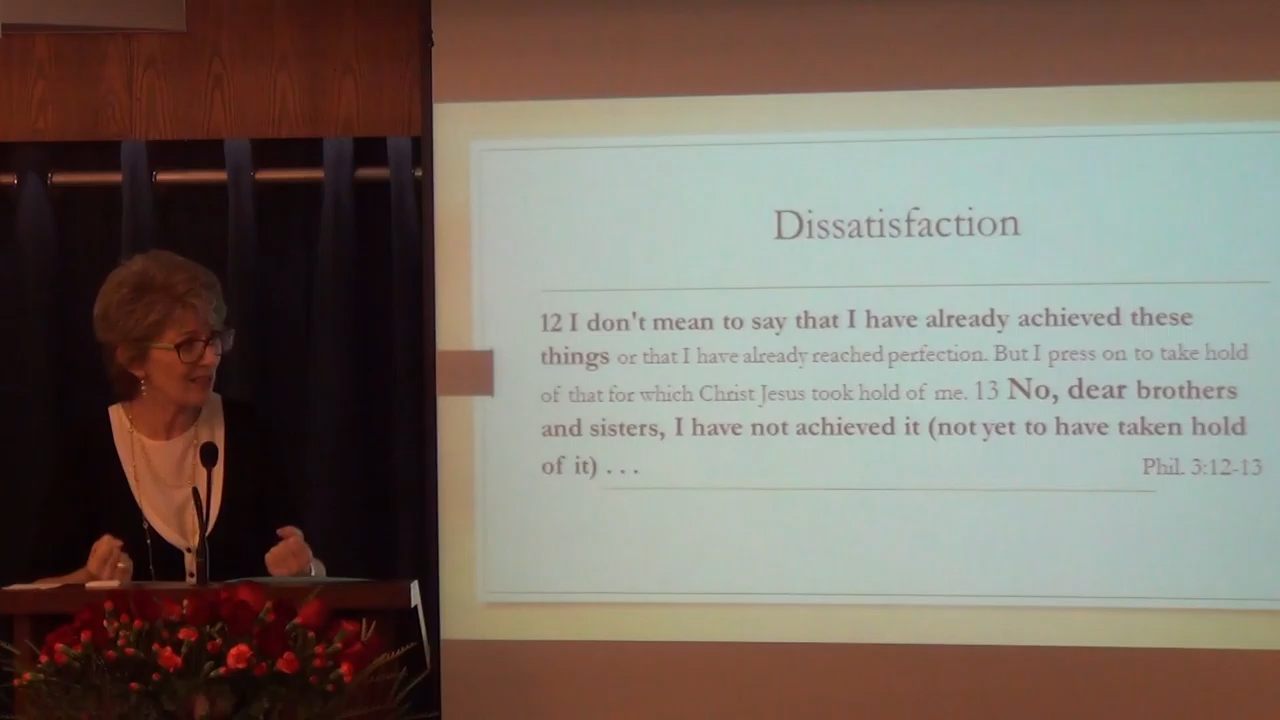 Dissatisfaction
12 I don't mean to say that I have already achieved these
things or that I have already reached perfection. But I press on to take hold
of that for which Christ Jesus took hold of me. 13 No, dear brothers
and sisters, I have not achieved it (not yet to have taken hold
of it) . . . Phil. 3:12-13